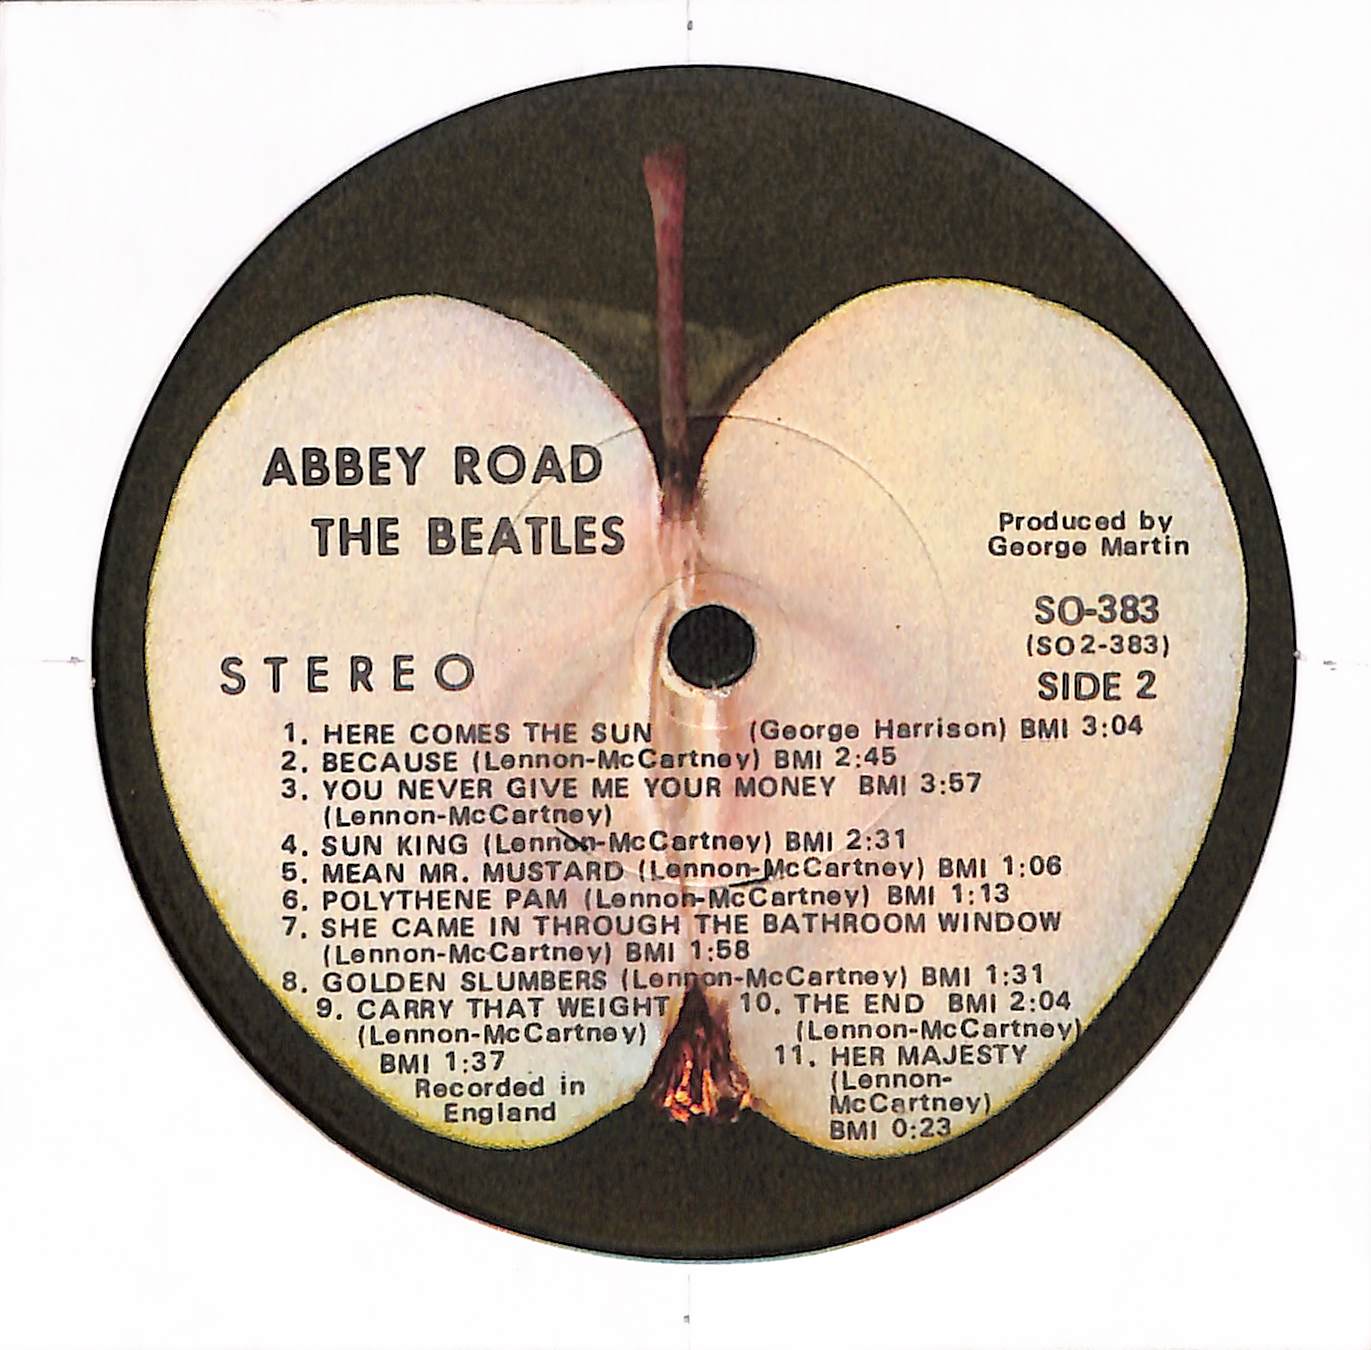 ABBEY ROAD
THE BEATLES
Produced by
George Martin
SO-383
(SO2-383)
STEREO
SIDE 2
1. HERE COMES THE SUN (George Harrison) BMI 3:04
2. BECAUSE (Lennon-McCartney) BMI 2:45
3. YOU NEVER GIVE ME YOUR MONEY BMI 3:57
(Lennon-McCartney)
4. SUN KING (Lennon-McCartney) BMI 2:31
5. MEAN MR. MUSTARD (Lennon-McCartney) BMI 1:06
6. POLYTHENE PAM (Lennon-McCartney) BMI 1:13
7. SHE CAME IN THROUGH THE BATHROOM WINDOW
(Lennon-McCartney) BMI 1:58
8. GOLDEN SLUMBERS (Lennon-McCartney) BMI 1:31
9. CARRY THAT WEIGHT
(Lennon-McCartney)
BMI 1:37
Recorded in
England
10. THE END BMI 2:04
(Lennon-McCartney)
11. HER MAJESTY
(Lennon-
McCartney)
BMI 0:23